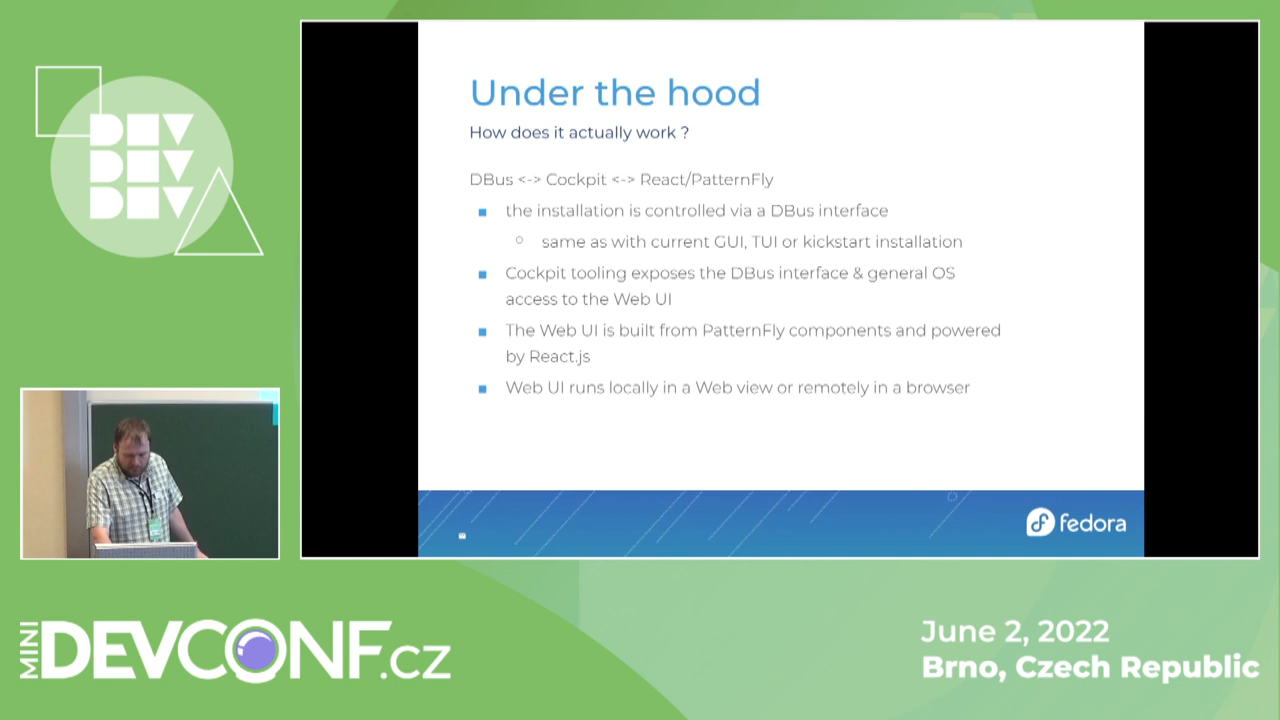 DEV
DEV
DEV
Under the hood
How does it actually work ?
DBus <-> Cockpit <-> React/PatternFly
the installation is controlled via a DBus interface
same as with current GUI, TUI or kickstart installation
Cockpit tooling exposes the DBus interface & general OS
access to the Web UI
The Web UI is built from PatternFly components and powered
by React.js
Web UI runs locally in a Web view or remotely in a browser
fedora
MINI
DEVCONF.cz
June 2, 2022
Brno, Czech Republic